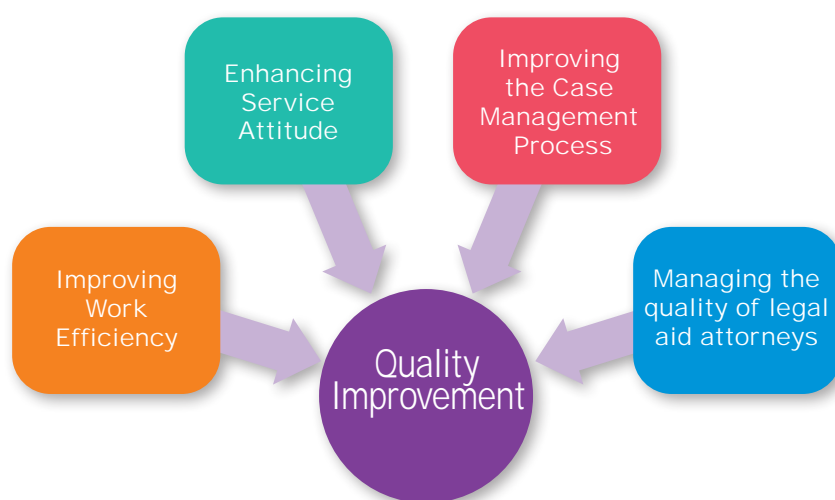 Enhancing
Service
Attitude
Improving
the Case
Management
Process
Improving
Work
Efficiency
Managing the
quality of legal
aid attorneys
Quality
Improvement